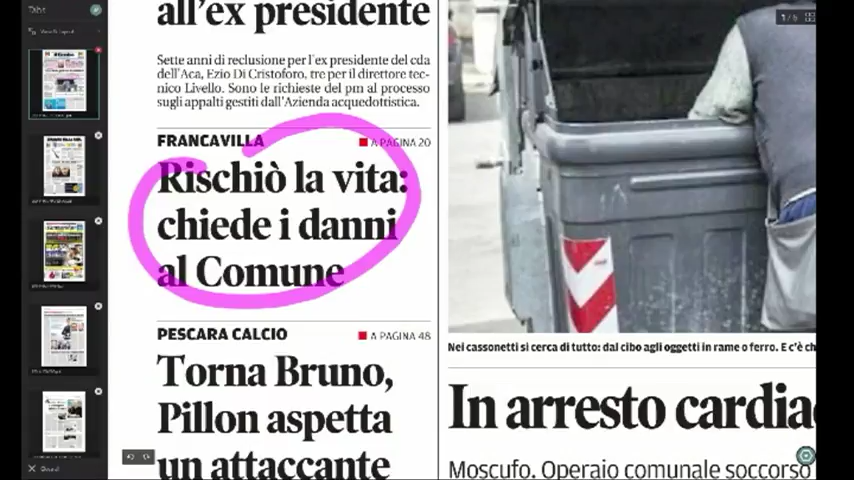 all'ex presidente
Sette anni di reclusione per l'ex presidente del cda
dell'Aca, Ezio Di Cristoforo, tre per il direttore tec-
nico Livello. Sono le richieste del pm al processo
sugli appalti gestiti dall'Azienda acquedottistica.
FRANCAVILLA
A PAGINA 20
Rischiò la vita:
chiede i danni
al Comune
PESCARA CALCIO
A PAGINA 48
Torna Bruno,
Pillon aspetta
un attaccante
1/6
Nei cassonetti si cerca di tutto: dal cibo agli oggetti in rame o ferro. E c'è ch
In arresto cardia
Moscufo. Operaio comunale soccorso